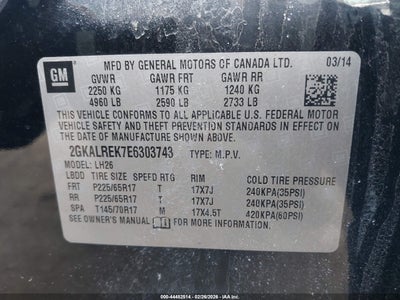 GM
MFD BY GENERAL MOTORS OF CANADA LTD. 03/14
GVWR GAWR FRT GAWR RR
2250 KG 1175 KG 1240 KG
4960 LB 2590 LB 2733 LB
THIS VEHICLE CONFORMS TO ALL APPLICABLE U.S. FEDERAL MOTOR
VEHICLE SAFETY AND THEFT PREVENTION STANDARDS IN EFFECT ON THE
DATE OF MANUFACTURE SHOWN ABOVE.
2GKALREK7E6303743 TYPE: M.P.V.
MODEL: LH26
LBDD TIRE SIZE SPEED RTG RIM COLD TIRE PRESSURE
FRT P225/65R17 T 17X7J 240KPA(35PSI)
RR P225/65R17 T 17X7J 240KPA(35PSI)
SPA T145/70R17 M 17X4.5T 420KPA(60PSI)
SEE OWNER'S MANUAL FOR
© 000-44482514 - 02/26/2026 - IAAI